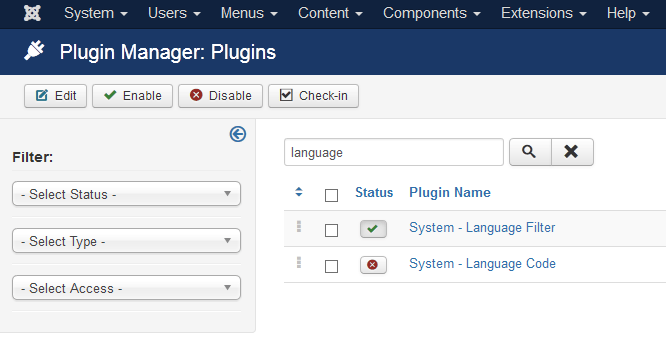 System Users Menus Content Components Extensions Help
Plugin Manager: Plugins
Edit Enable Disable Check-in
Filter:
- Select Status -
- Select Type -
- Select Access -
language
Status Plugin Name
System - Language Filter
System - Language Code